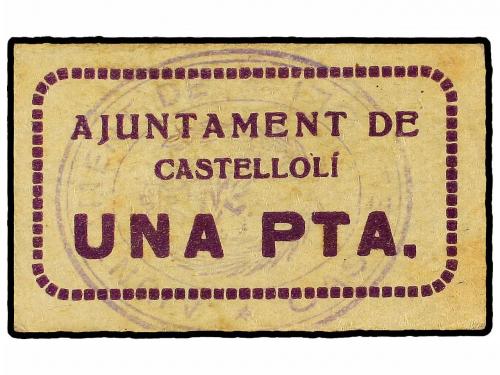 AJUNTAMENT DE
CASTELLOLÍ
UNA PTA.